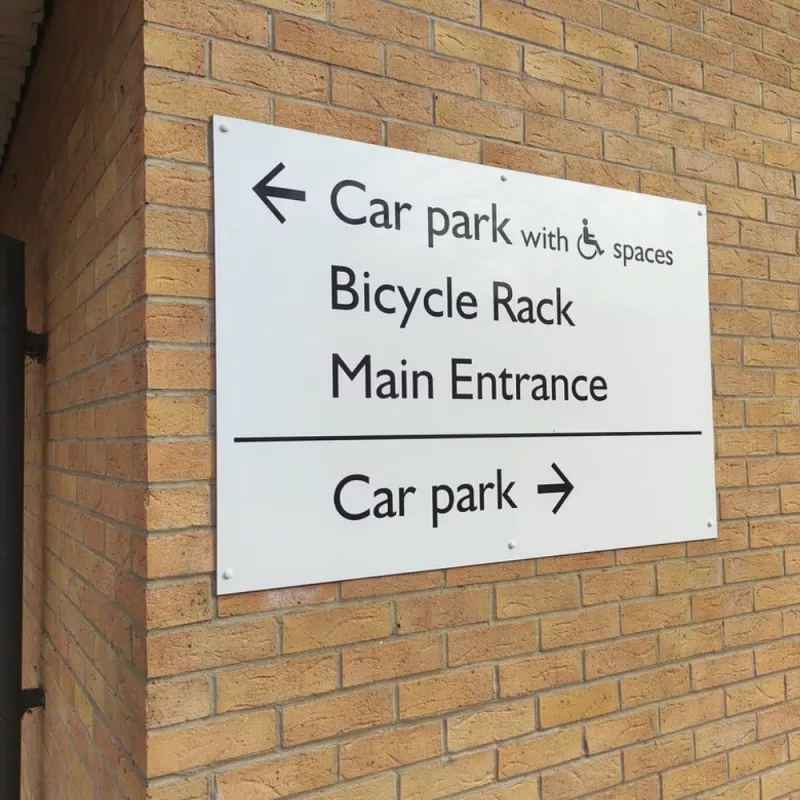 ← Car park with ♿ spaces
Bicycle Rack
Main Entrance
Car park →